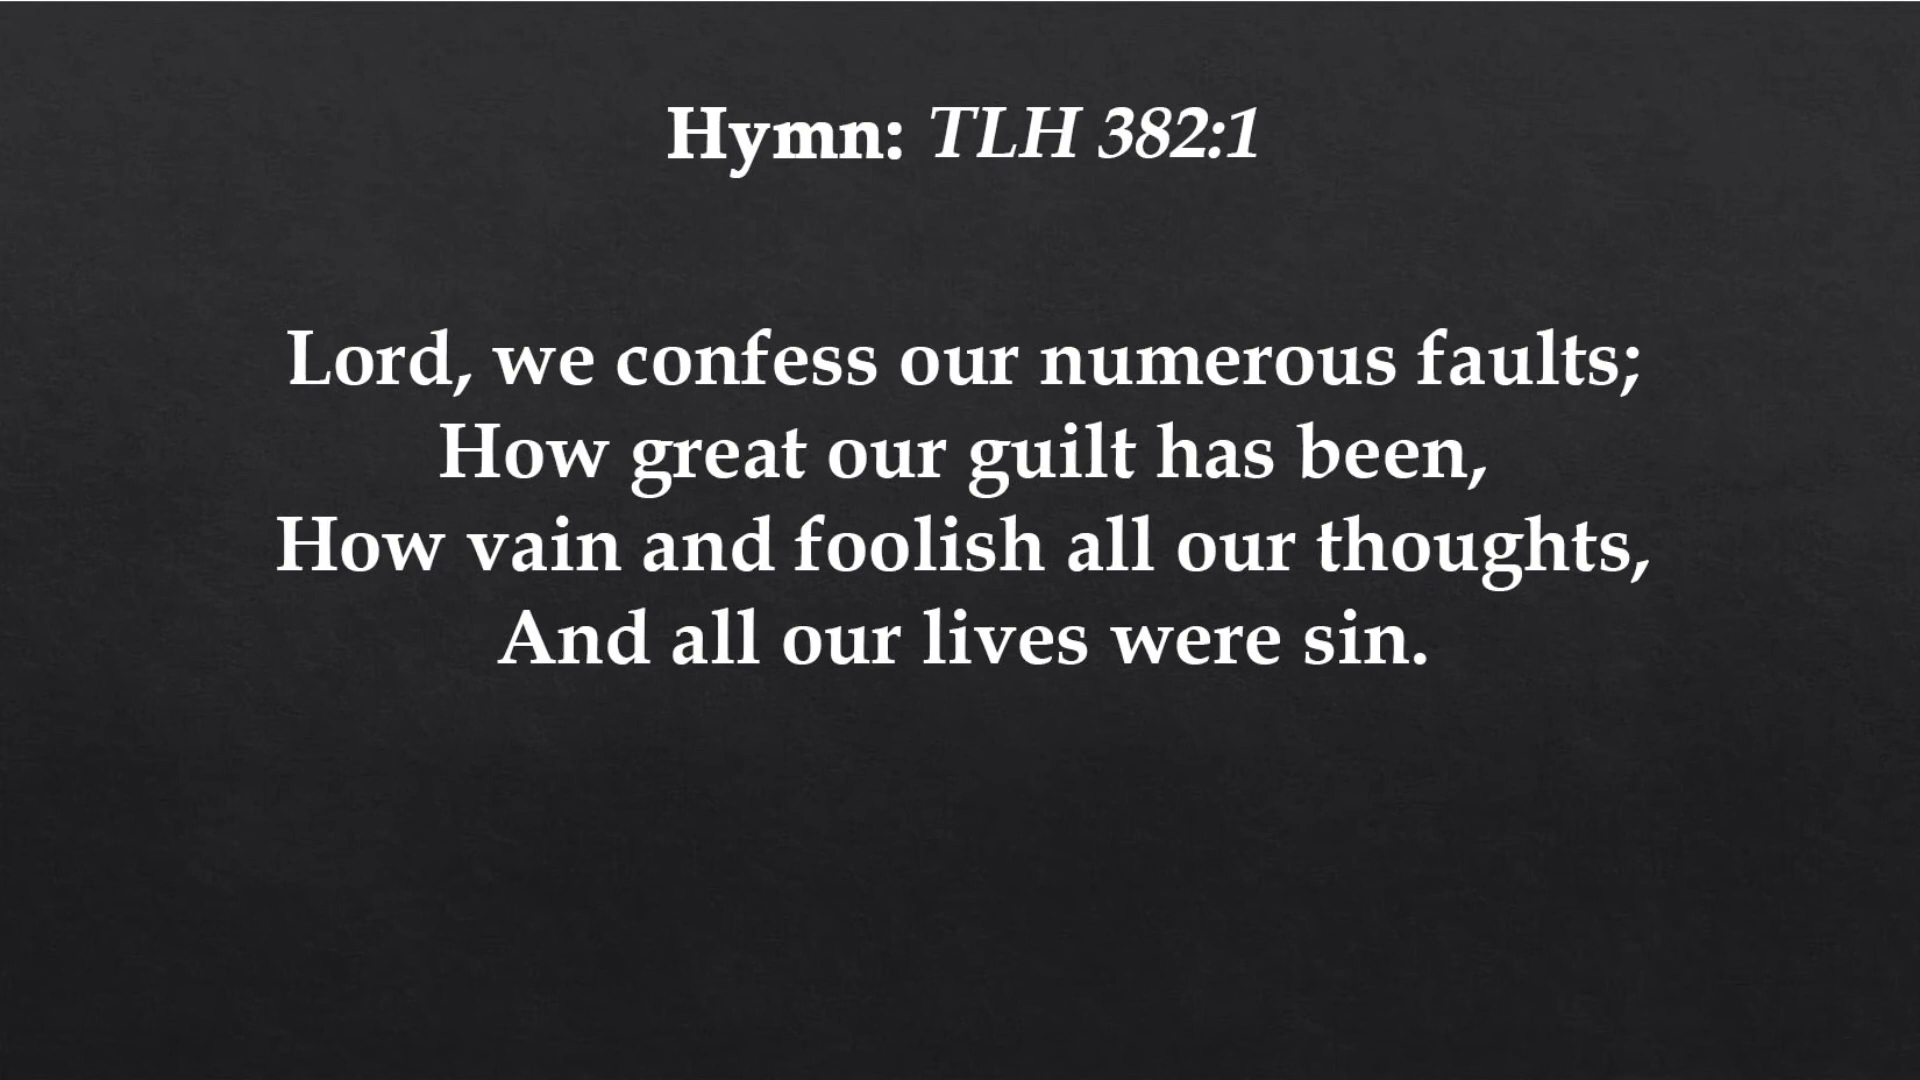 Hymn: TLH 382:1
Lord, we confess our numerous faults;
How great our guilt has been,
How vain and foolish all our thoughts,
And all our lives were sin.